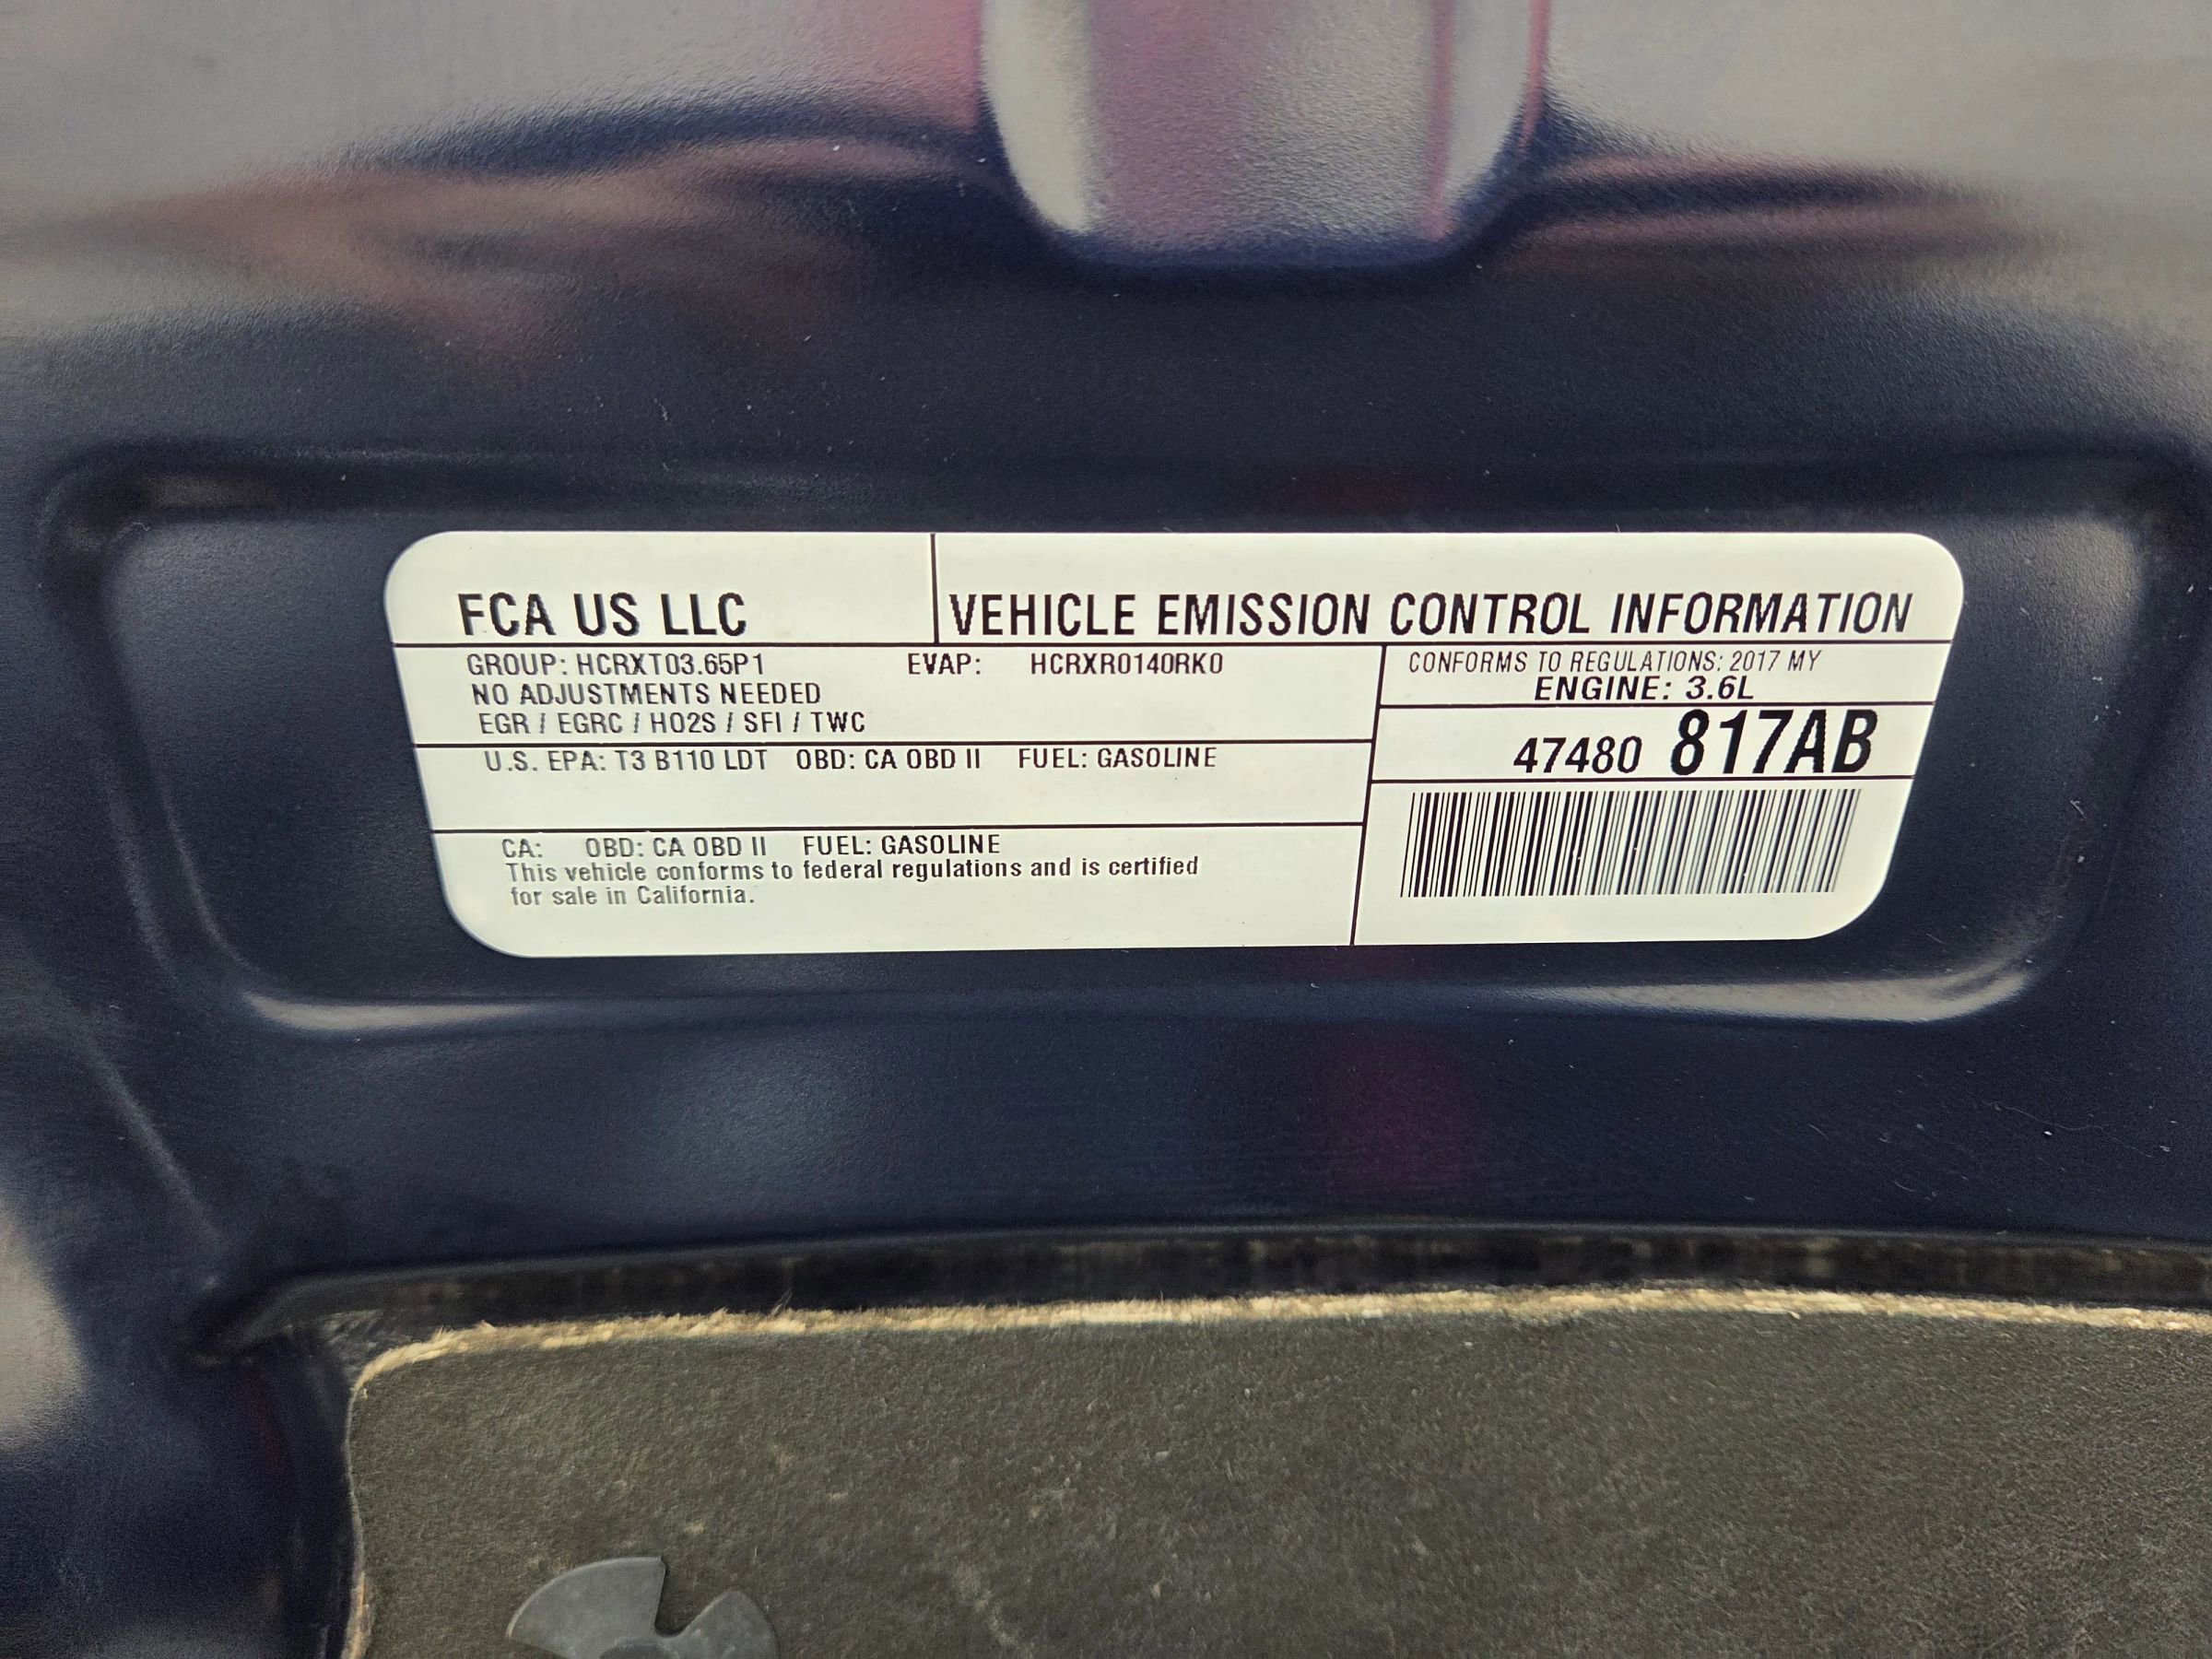 FCA US LLC
VEHICLE EMISSION CONTROL INFORMATION
GROUP: HCRXT03.65P1 EVAP: HCRXR0140RK0
NO ADJUSTMENTS NEEDED
EGR / EGRC / HO2S / SFI / TWC
U.S. EPA: T3 B110 LDT OBD: CA OBD II FUEL: GASOLINE
CA: OBD: CA OBD II FUEL: GASOLINE
This vehicle conforms to federal regulations and is certified
for sale in California.
CONFORMS TO REGULATIONS: 2017 MY
ENGINE: 3.6L
47480 817AB